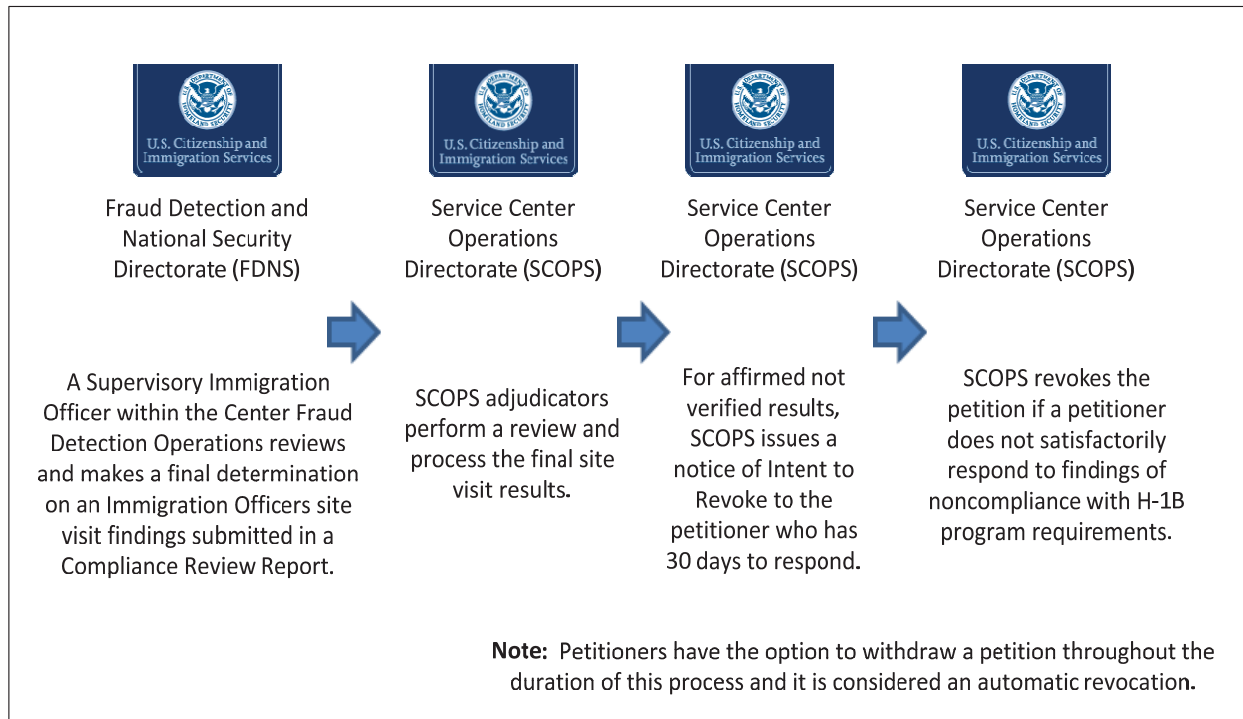 U.S. DEPARTMENT OF HOMELAND SECURITY
U.S. Citizenship and
Immigration Services
Fraud Detection and
National Security
Directorate (FDNS)
A Supervisory Immigration
Officer within the Center Fraud
Detection Operations reviews
and makes a final determination
on an Immigration Officers site
visit findings submitted in a
Compliance Review Report.
U.S. DEPARTMENT OF HOMELAND SECURITY
U.S. Citizenship and
Immigration Services
Service Center
Operations
Directorate (SCOPS)
SCOPS adjudicators
perform a review and
process the final site
visit results.
U.S. DEPARTMENT OF HOMELAND SECURITY
U.S. Citizenship and
Immigration Services
Service Center
Operations
Directorate (SCOPS)
For affirmed not
verified results,
SCOPS issues a
notice of Intent to
Revoke to the
petitioner who has
30 days to respond.
U.S. DEPARTMENT OF HOMELAND SECURITY
U.S. Citizenship and
Immigration Services
Service Center
Operations
Directorate (SCOPS)
SCOPS revokes the
petition if a petitioner
does not satisfactorily
respond to findings of
noncompliance with H-1B
program requirements.
Note: Petitioners have the option to withdraw a petition throughout the
duration of this process and it is considered an automatic revocation.